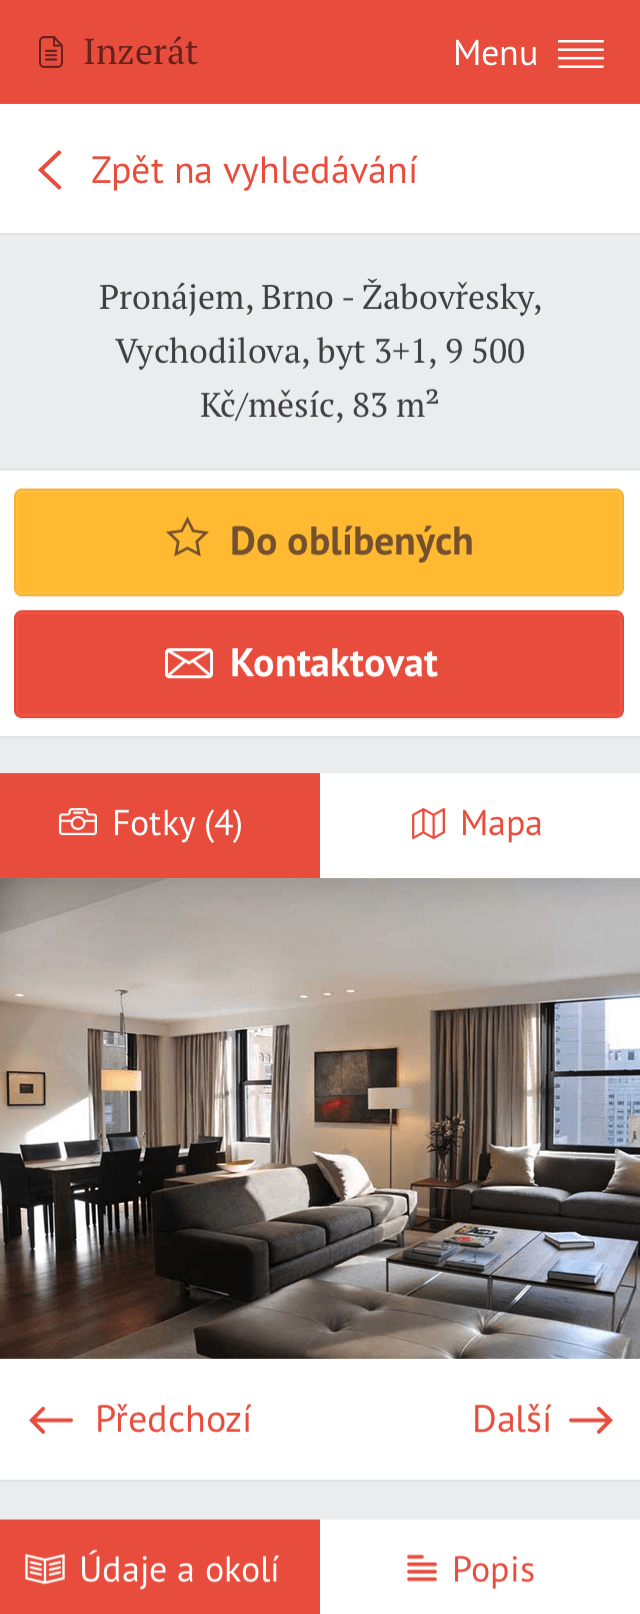 Inzerát
Menu
Zpět na vyhledávání
Pronájem, Brno - Žabovřesky,
Vychodilova, byt 3+1, 9 500
Kč/měsíc, 83 m²
Do oblíbených
Kontaktovat
Fotky (4)
Mapa
Předchozí
Další
Údaje a okolí
Popis